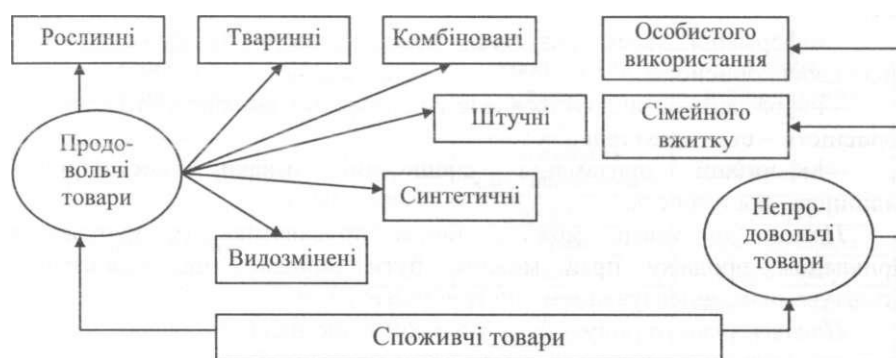 Рослинні
Тваринні
Комбіновані
Особистого
використання
Штучні
Сімейного
вжитку
Продо-
вольчі
товари
Синтетичні
Видозмінені
Непро-
довольчі
товари
Споживчі товари